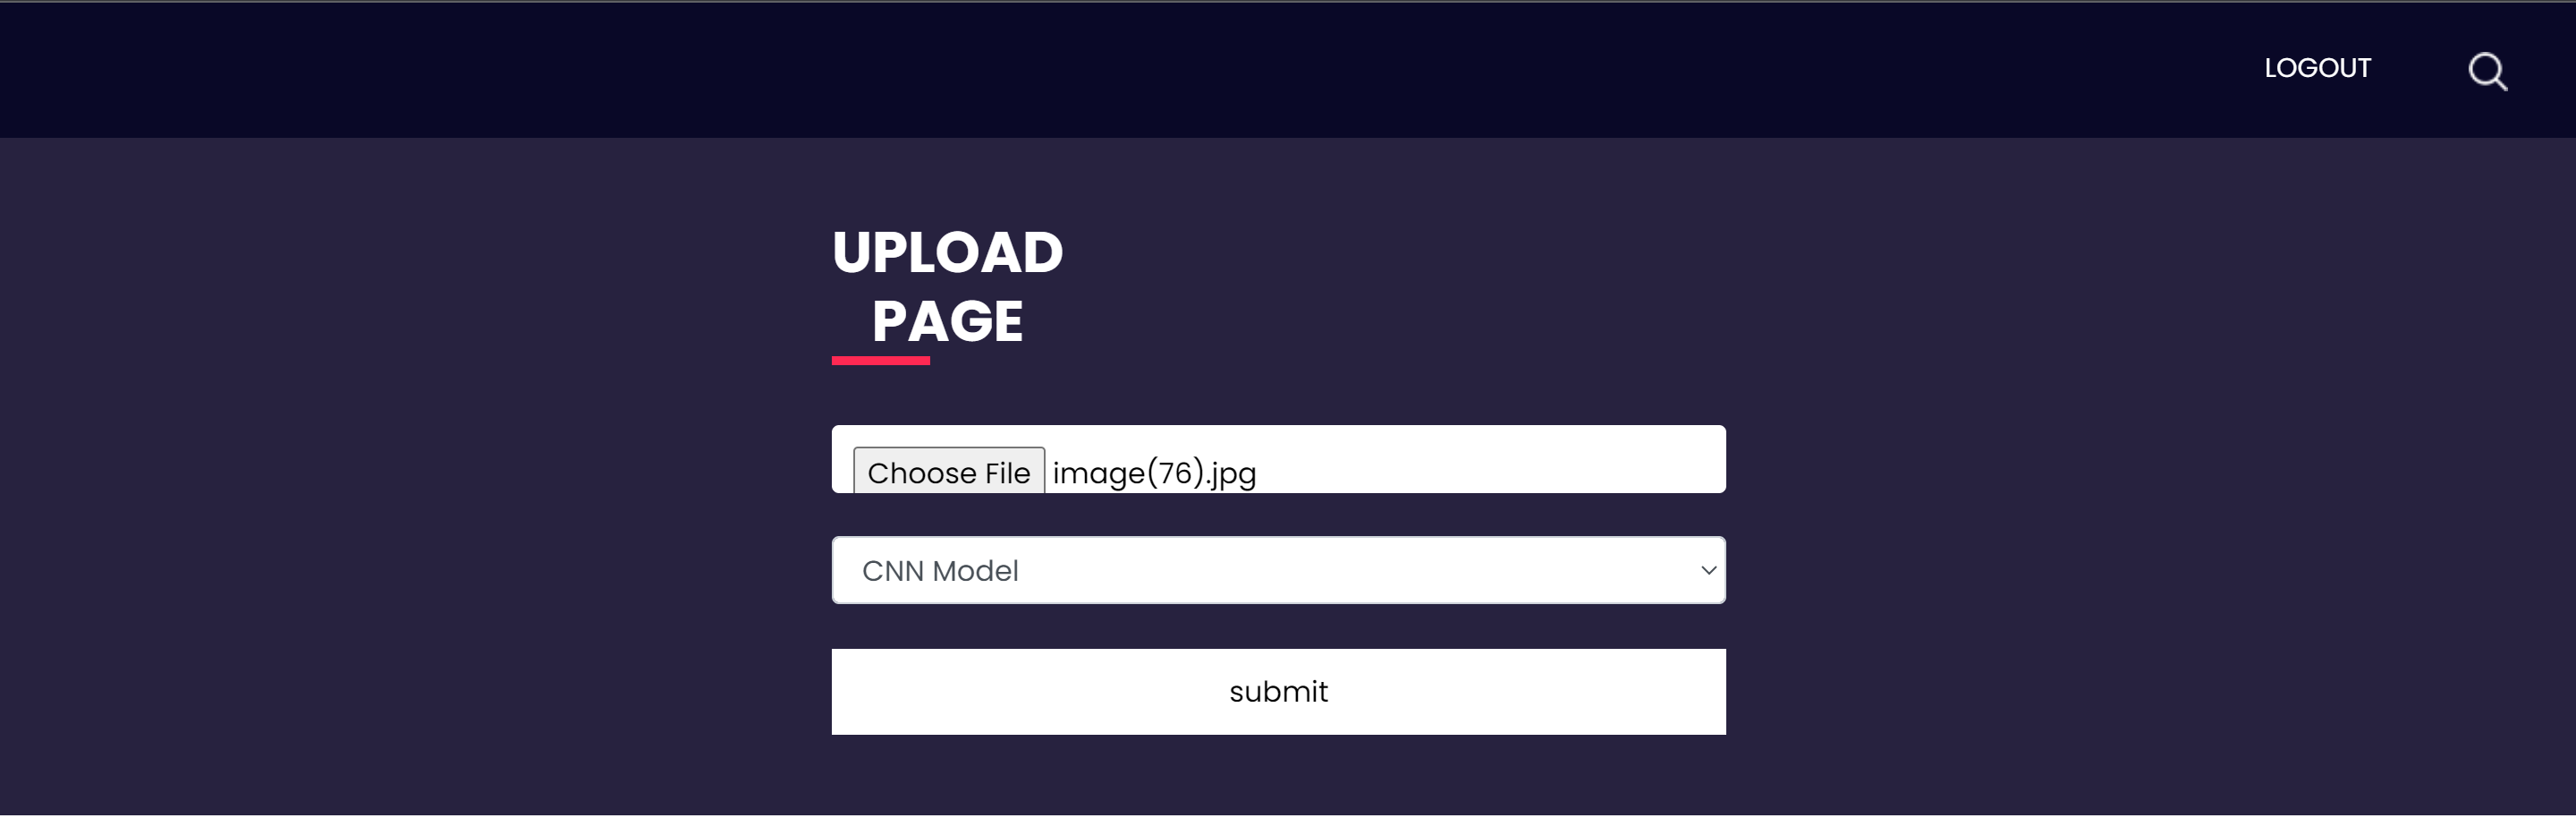 LOGOUT
UPLOAD
PAGE
Choose File image(76).jpg
CNN Model
submit